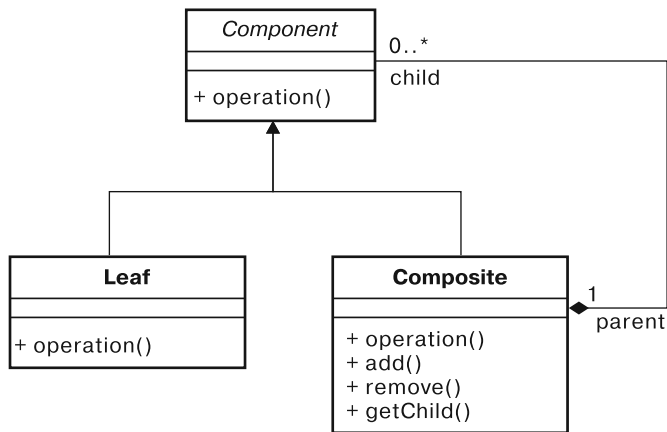 Component
0..*
child
+ operation()
Leaf
+ operation()
Composite
1
parent
+ operation()
+ add()
+ remove()
+ getChild()